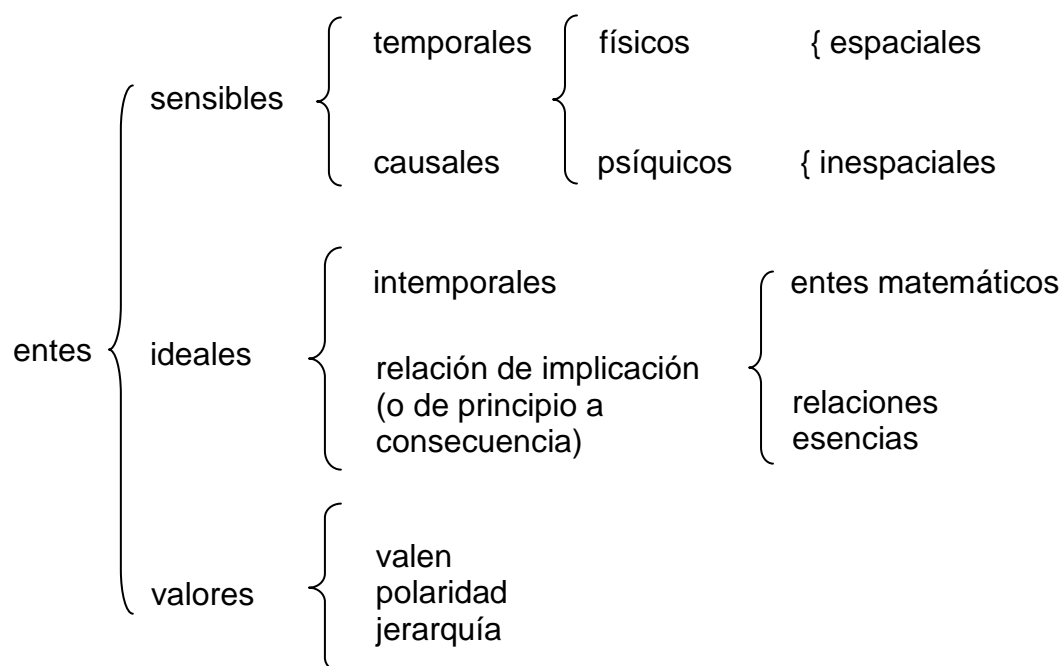 temporales físicos { espaciales
sensibles
causales psíquicos { inespaciales
intemporales entes matemáticos
entes ideales relación de implicación
(o de principio a relaciones
consecuencia) esencias
valen
valores polaridad
jerarquía